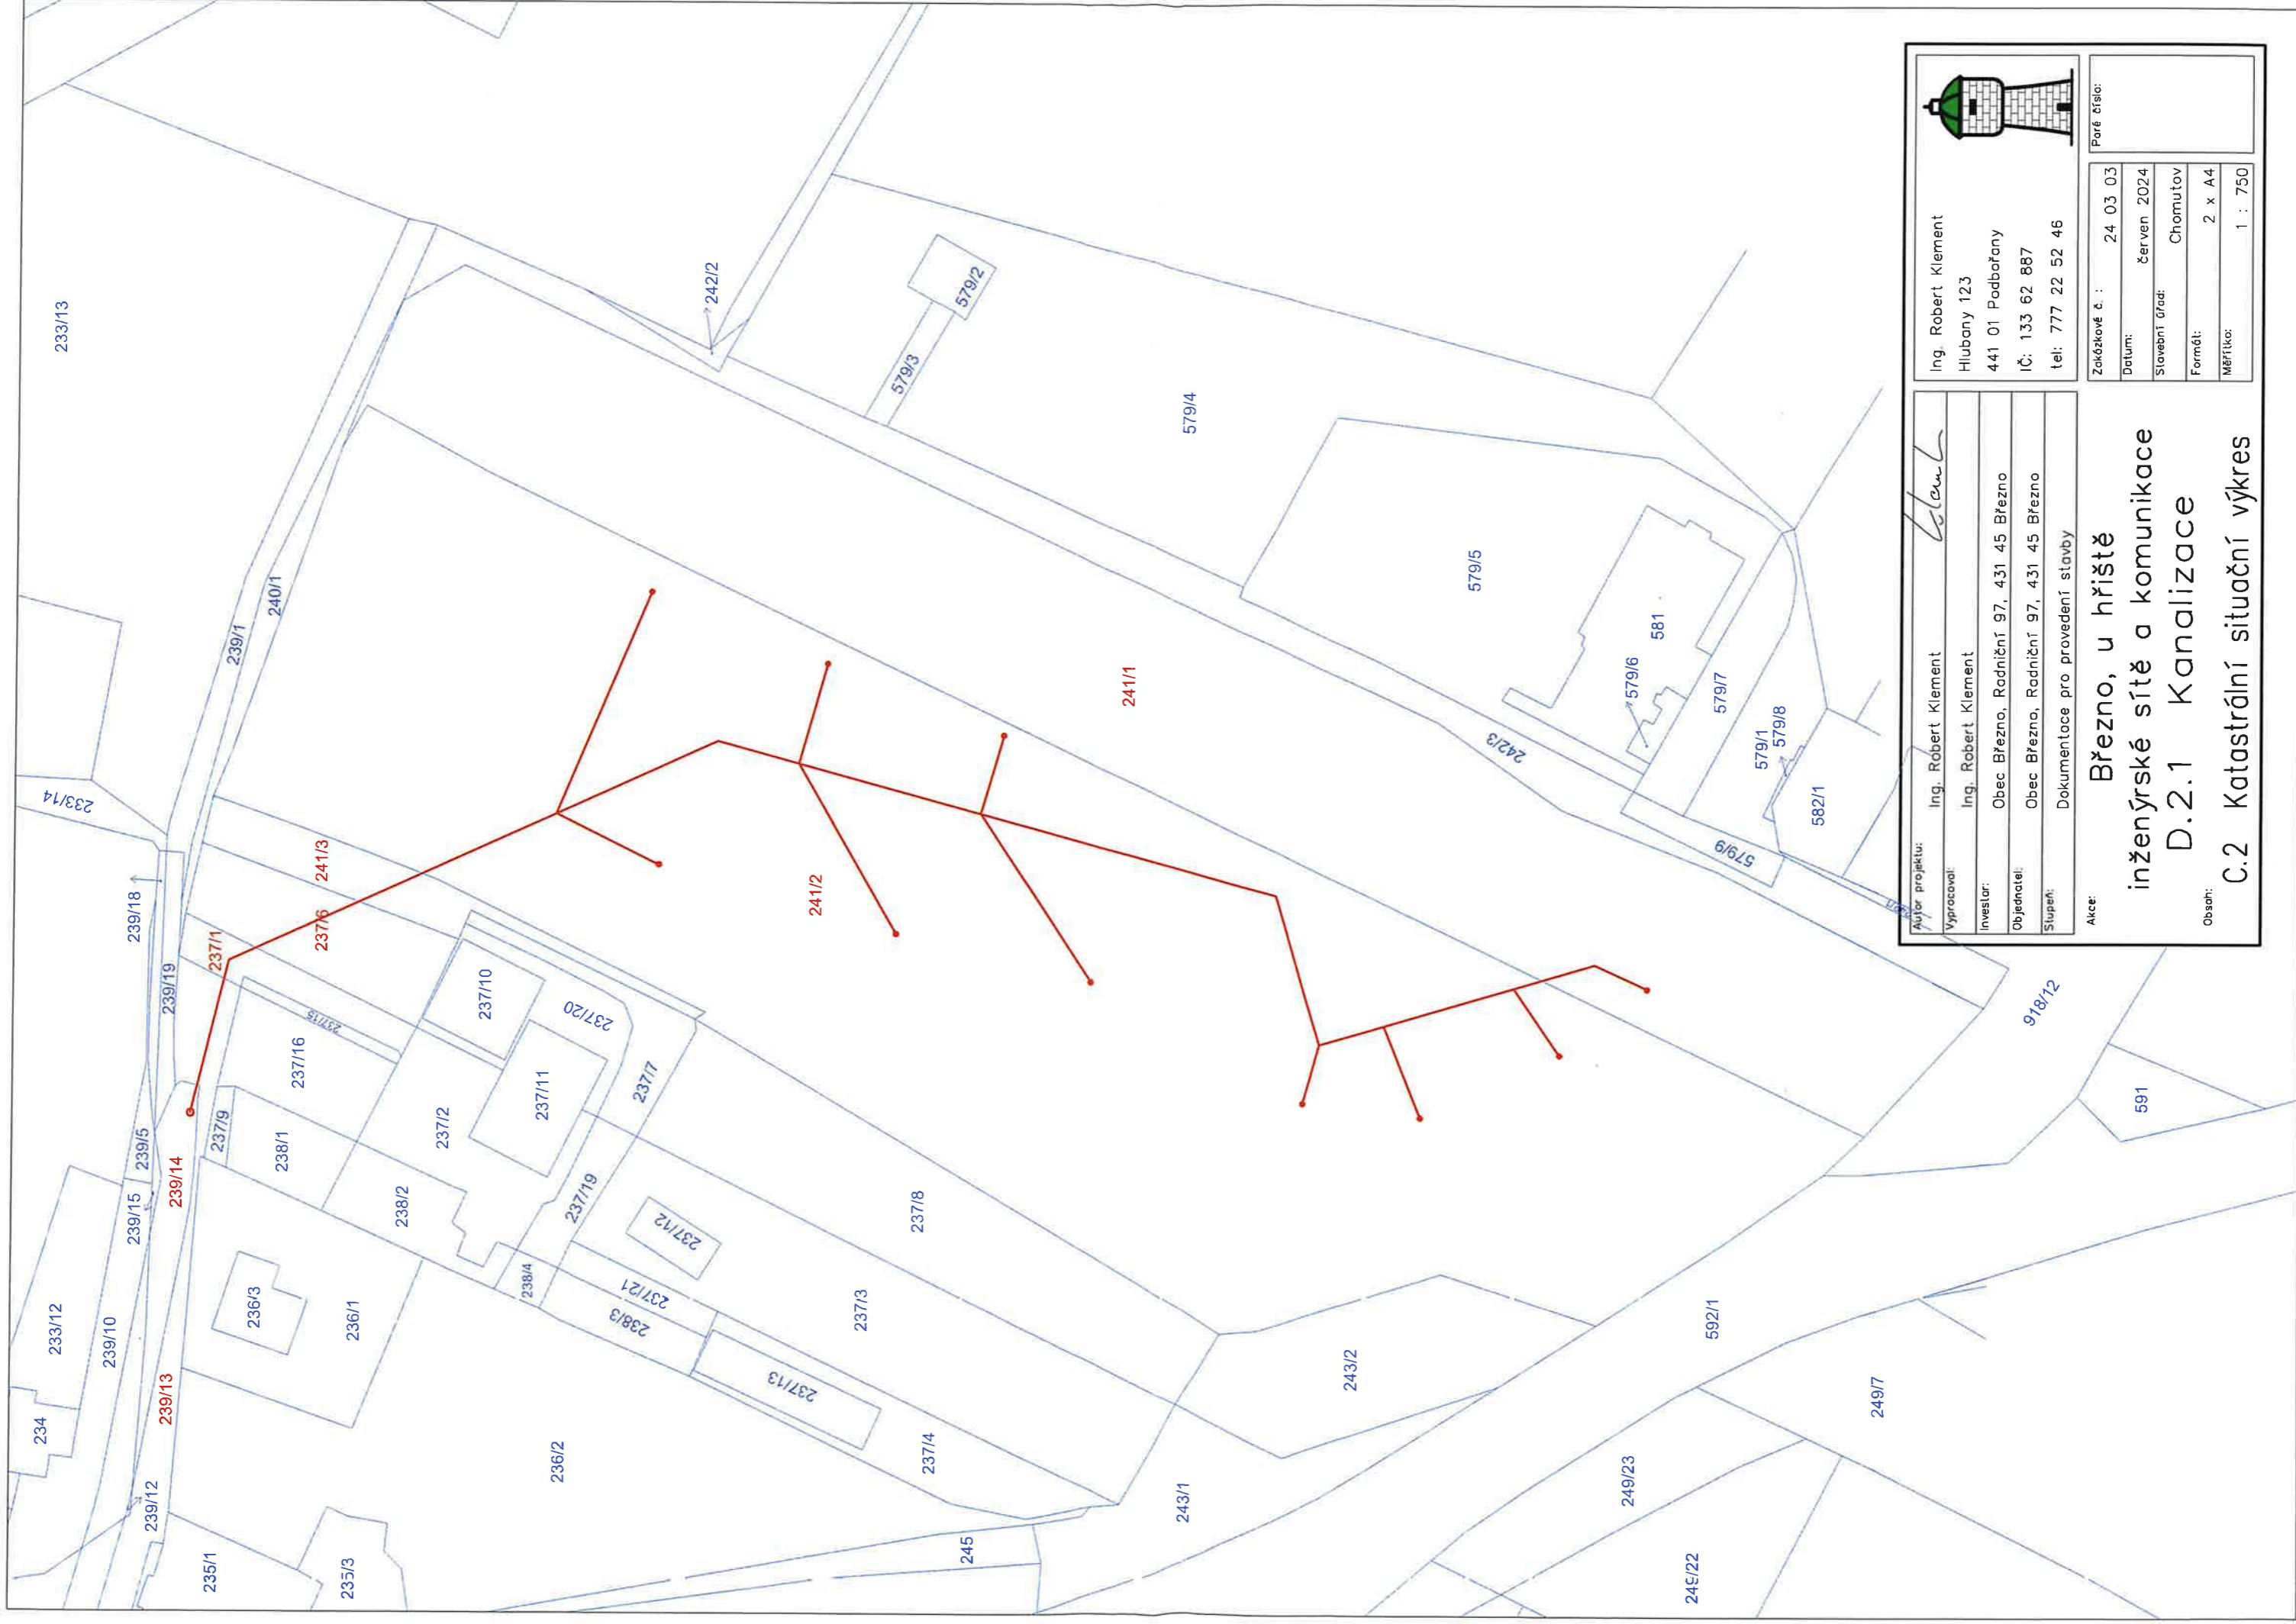 233/13
233/14
239/18
239/19
239/1
240/1
241/3
237/6
237/1
237/15
237/16
237/10
237/20
237/11
237/7
237/2
237/9
238/1
238/2
239/5
239/14
239/15
239/10
239/13
239/12
233/12
234
236/3
236/1
236/2
235/1
235/3
237/19
238/4
237/12
237/21
238/3
237/13
237/3
237/8
237/4
245
243/1
243/2
241/2
241/1
242/2
579/2
579/3
579/4
579/5
581
579/6
579/7
579/1
579/8
582/1
579/9
242/3
918/12
591
592/1
249/7
249/23
249/22
Autor projektu: Ing. Robert Klement
Vypracoval: Ing. Robert Klement
Investor: Obec Březno, Radniční 97, 431 45 Březno
Objednatel: Obec Březno, Radniční 97, 431 45 Březno
Stupeň: Dokumentace pro provedení stavby
Ing. Robert Klement
Hlubany 123
441 01 Podbořany
IČ: 133 62 887
tel: 777 22 52 46
Akce:
Březno, u hřiště
inženýrské sítě a komunikace
D.2.1 Kanalizace
Obsah:
C.2 Katastrální situační výkres
Zakázkové č. : 24 03 03
Datum: červen 2024
Stavební úřad: Chomutov
Formát: 2 x A4
Měřítko: 1 : 750
Paré číslo: